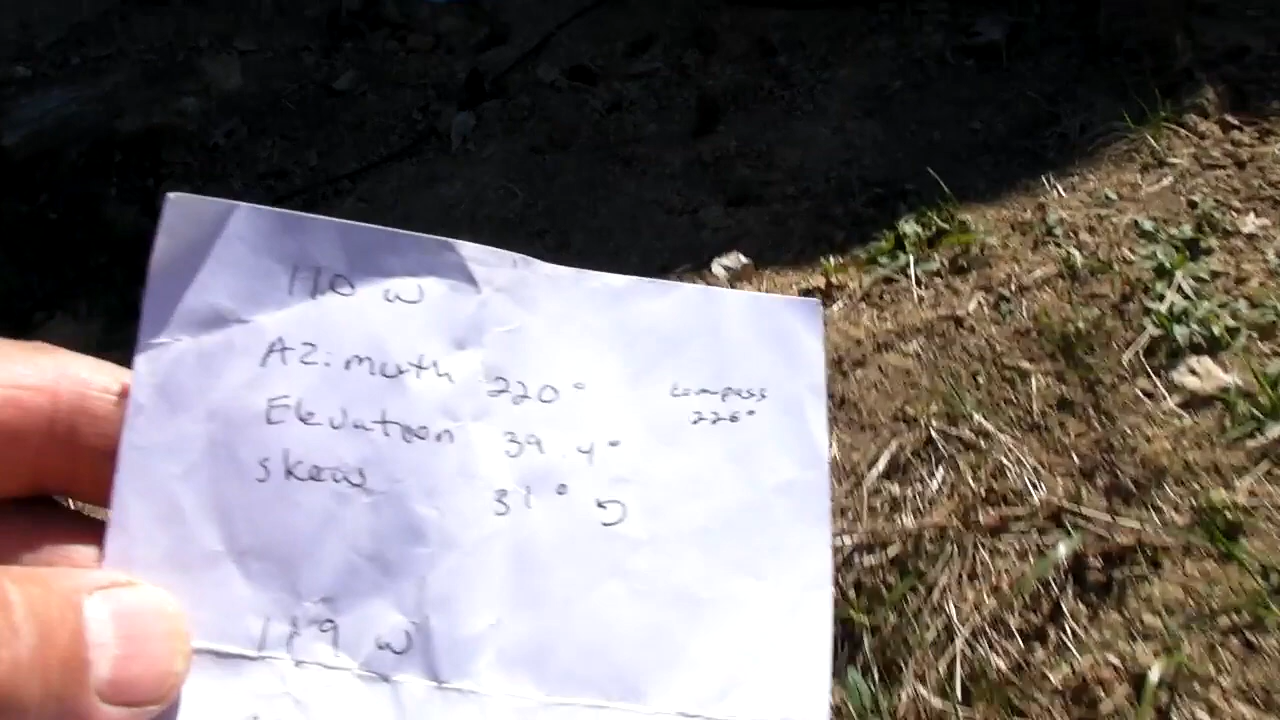 110 W
Azimuth 220° compass
226°
Elevation 39.4°
skew 31°
119 W